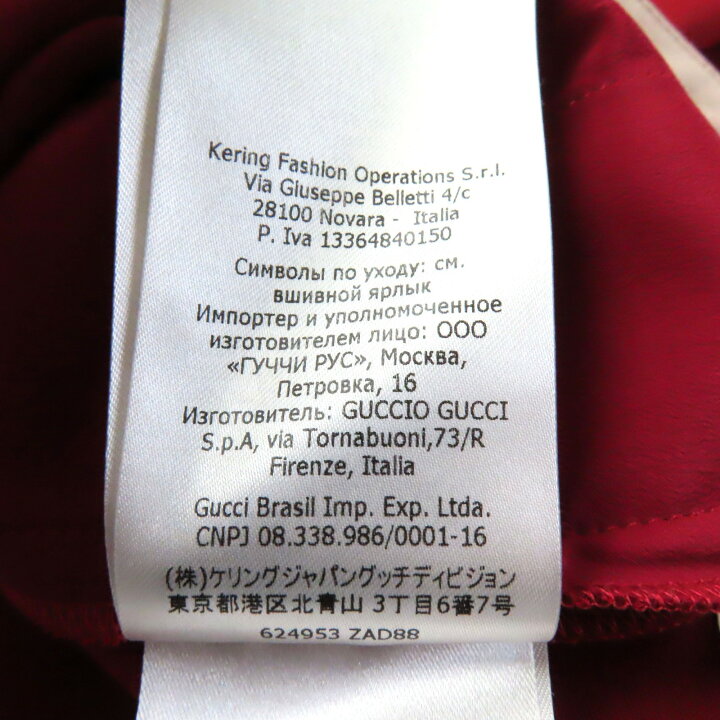 Kering Fashion Operations S.r.l.
Via Giuseppe Belletti 4/c
28100 Novara - Italia
P. Iva 13364840150
Символы по уходу: см.
вшивной ярлык
Импортер и уполномоченное
изготовителем лицо: ООО
«ГУЧЧИ РУС», Москва,
Петровка, 16
Изготовитель: GUCCIO GUCCI
S.p.A, via Tornabuoni,73/R
Firenze, Italia
Gucci Brasil Imp. Exp. Ltda.
CNPJ 08.338.986/0001-16
(株)ケリングジャパングッチディビジョン
東京都港区北青山 3丁目6番7号
624953 ZAD88